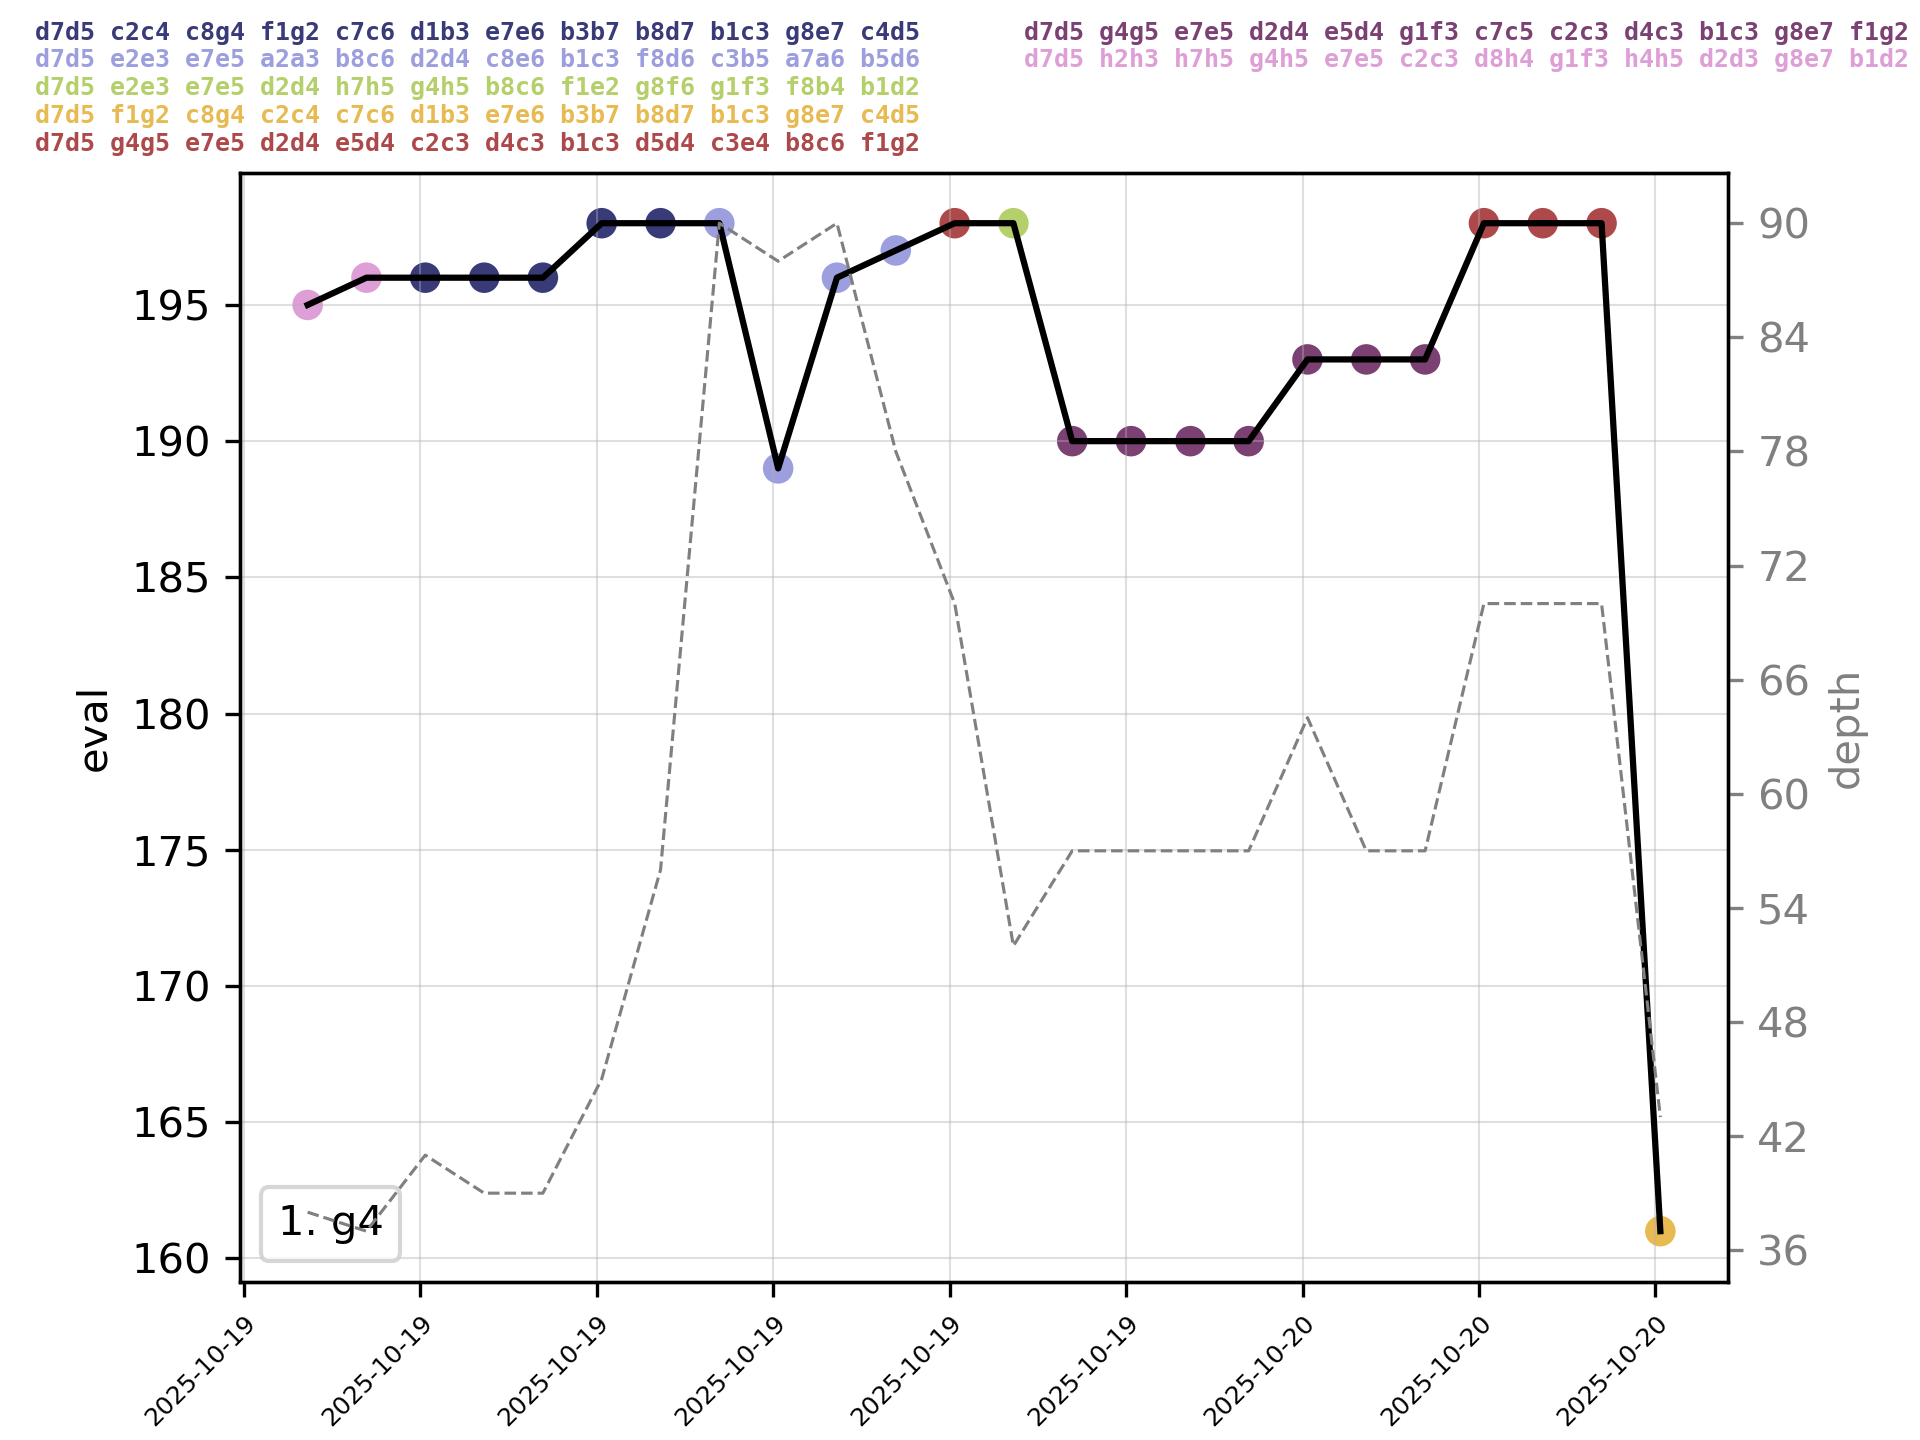 d7d5 c2c4 c8g4 f1g2 c7c6 d1b3 e7e6 b3b7 b8d7 b1c3 g8e7 c4d5
d7d5 e2e3 e7e5 a2a3 b8c6 d2d4 c8e6 b1c3 f8d6 c3b5 a7a6 b5d6
d7d5 e2e3 e7e5 d2d4 h7h5 g4h5 b8c6 f1e2 g8f6 g1f3 f8b4 b1d2
d7d5 f1g2 c8g4 c2c4 c7c6 d1b3 e7e6 b3b7 b8d7 b1c3 g8e7 c4d5
d7d5 g4g5 e7e5 d2d4 e5d4 c2c3 d4c3 b1c3 d5d4 c3e4 b8c6 f1g2
d7d5 g4g5 h7h5 d2d4 e7e5 g1f3 c7c5 c2c3 d4c3 b1c3 g8e7 f1g2
d7d5 h2h3 h7h5 g4h5 e7e5 c2c3 d8h4 g1f3 h4h5 d2d3 g8e7 b1d2
195
190
185
180
175
170
165
160
eval
90
84
78
72
66
60
54
48
42
36
depth
1. g4
2025-10-19
2025-10-19
2025-10-19
2025-10-19
2025-10-19
2025-10-19
2025-10-20
2025-10-20
2025-10-20